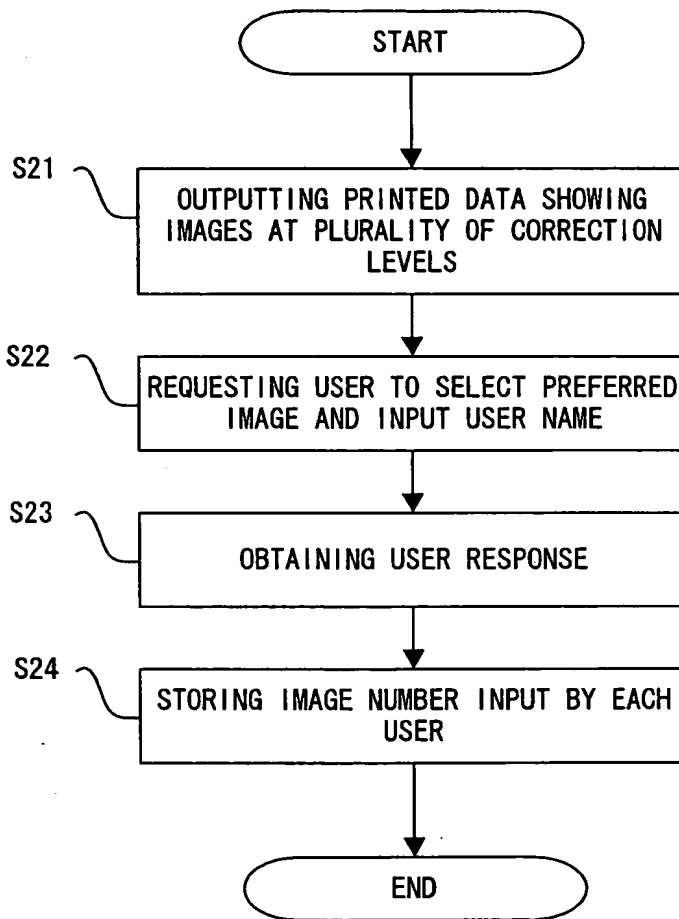 START
S21
OUTPUTTING PRINTED DATA SHOWING
IMAGES AT PLURALITY OF CORRECTION
LEVELS
S22
REQUESTING USER TO SELECT PREFERRED
IMAGE AND INPUT USER NAME
S23
OBTAINING USER RESPONSE
S24
STORING IMAGE NUMBER INPUT BY EACH
USER
END